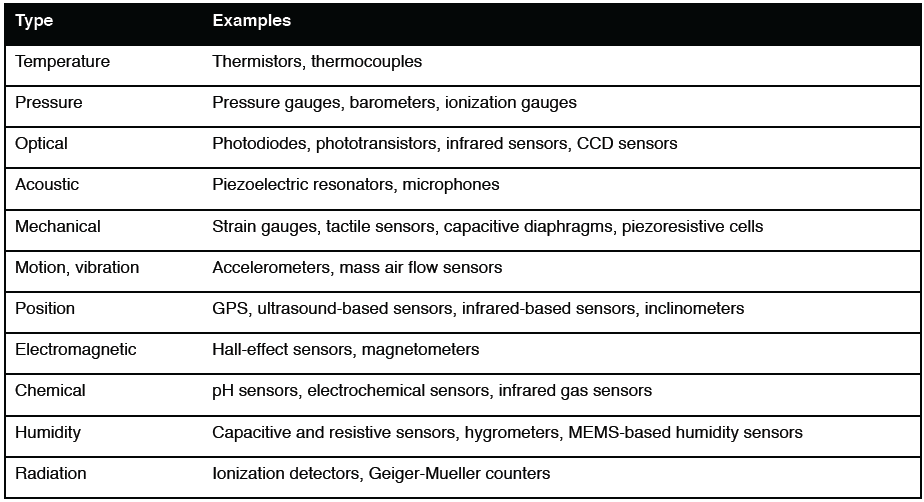 Type Examples
Temperature Thermistors, thermocouples
Pressure Pressure gauges, barometers, ionization gauges
Optical Photodiodes, phototransistors, infrared sensors, CCD sensors
Acoustic Piezoelectric resonators, microphones
Mechanical Strain gauges, tactile sensors, capacitive diaphragms, piezoresistive cells
Motion, vibration Accelerometers, mass air flow sensors
Position GPS, ultrasound-based sensors, infrared-based sensors, inclinometers
Electromagnetic Hall-effect sensors, magnetometers
Chemical pH sensors, electrochemical sensors, infrared gas sensors
Humidity Capacitive and resistive sensors, hygrometers, MEMS-based humidity sensors
Radiation Ionization detectors, Geiger-Mueller counters